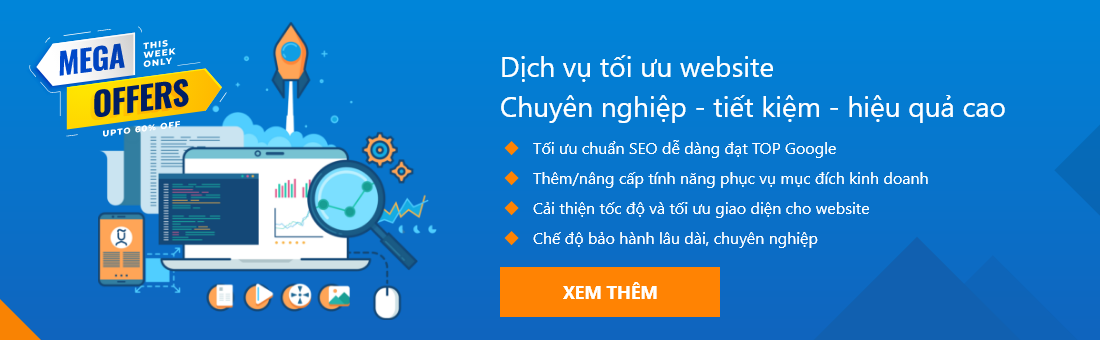 MEGA
THIS
WEEK
ONLY
OFFERS
UPTO 60% OFF
Dịch vụ tối ưu website
Chuyên nghiệp - tiết kiệm - hiệu quả cao
Tối ưu chuẩn SEO dễ dàng đạt TOP Google
Thêm/nâng cấp tính năng phục vụ mục đích kinh doanh
Cải thiện tốc độ và tối ưu giao diện cho website
Chế độ bảo hành lâu dài, chuyên nghiệp
XEM THÊM